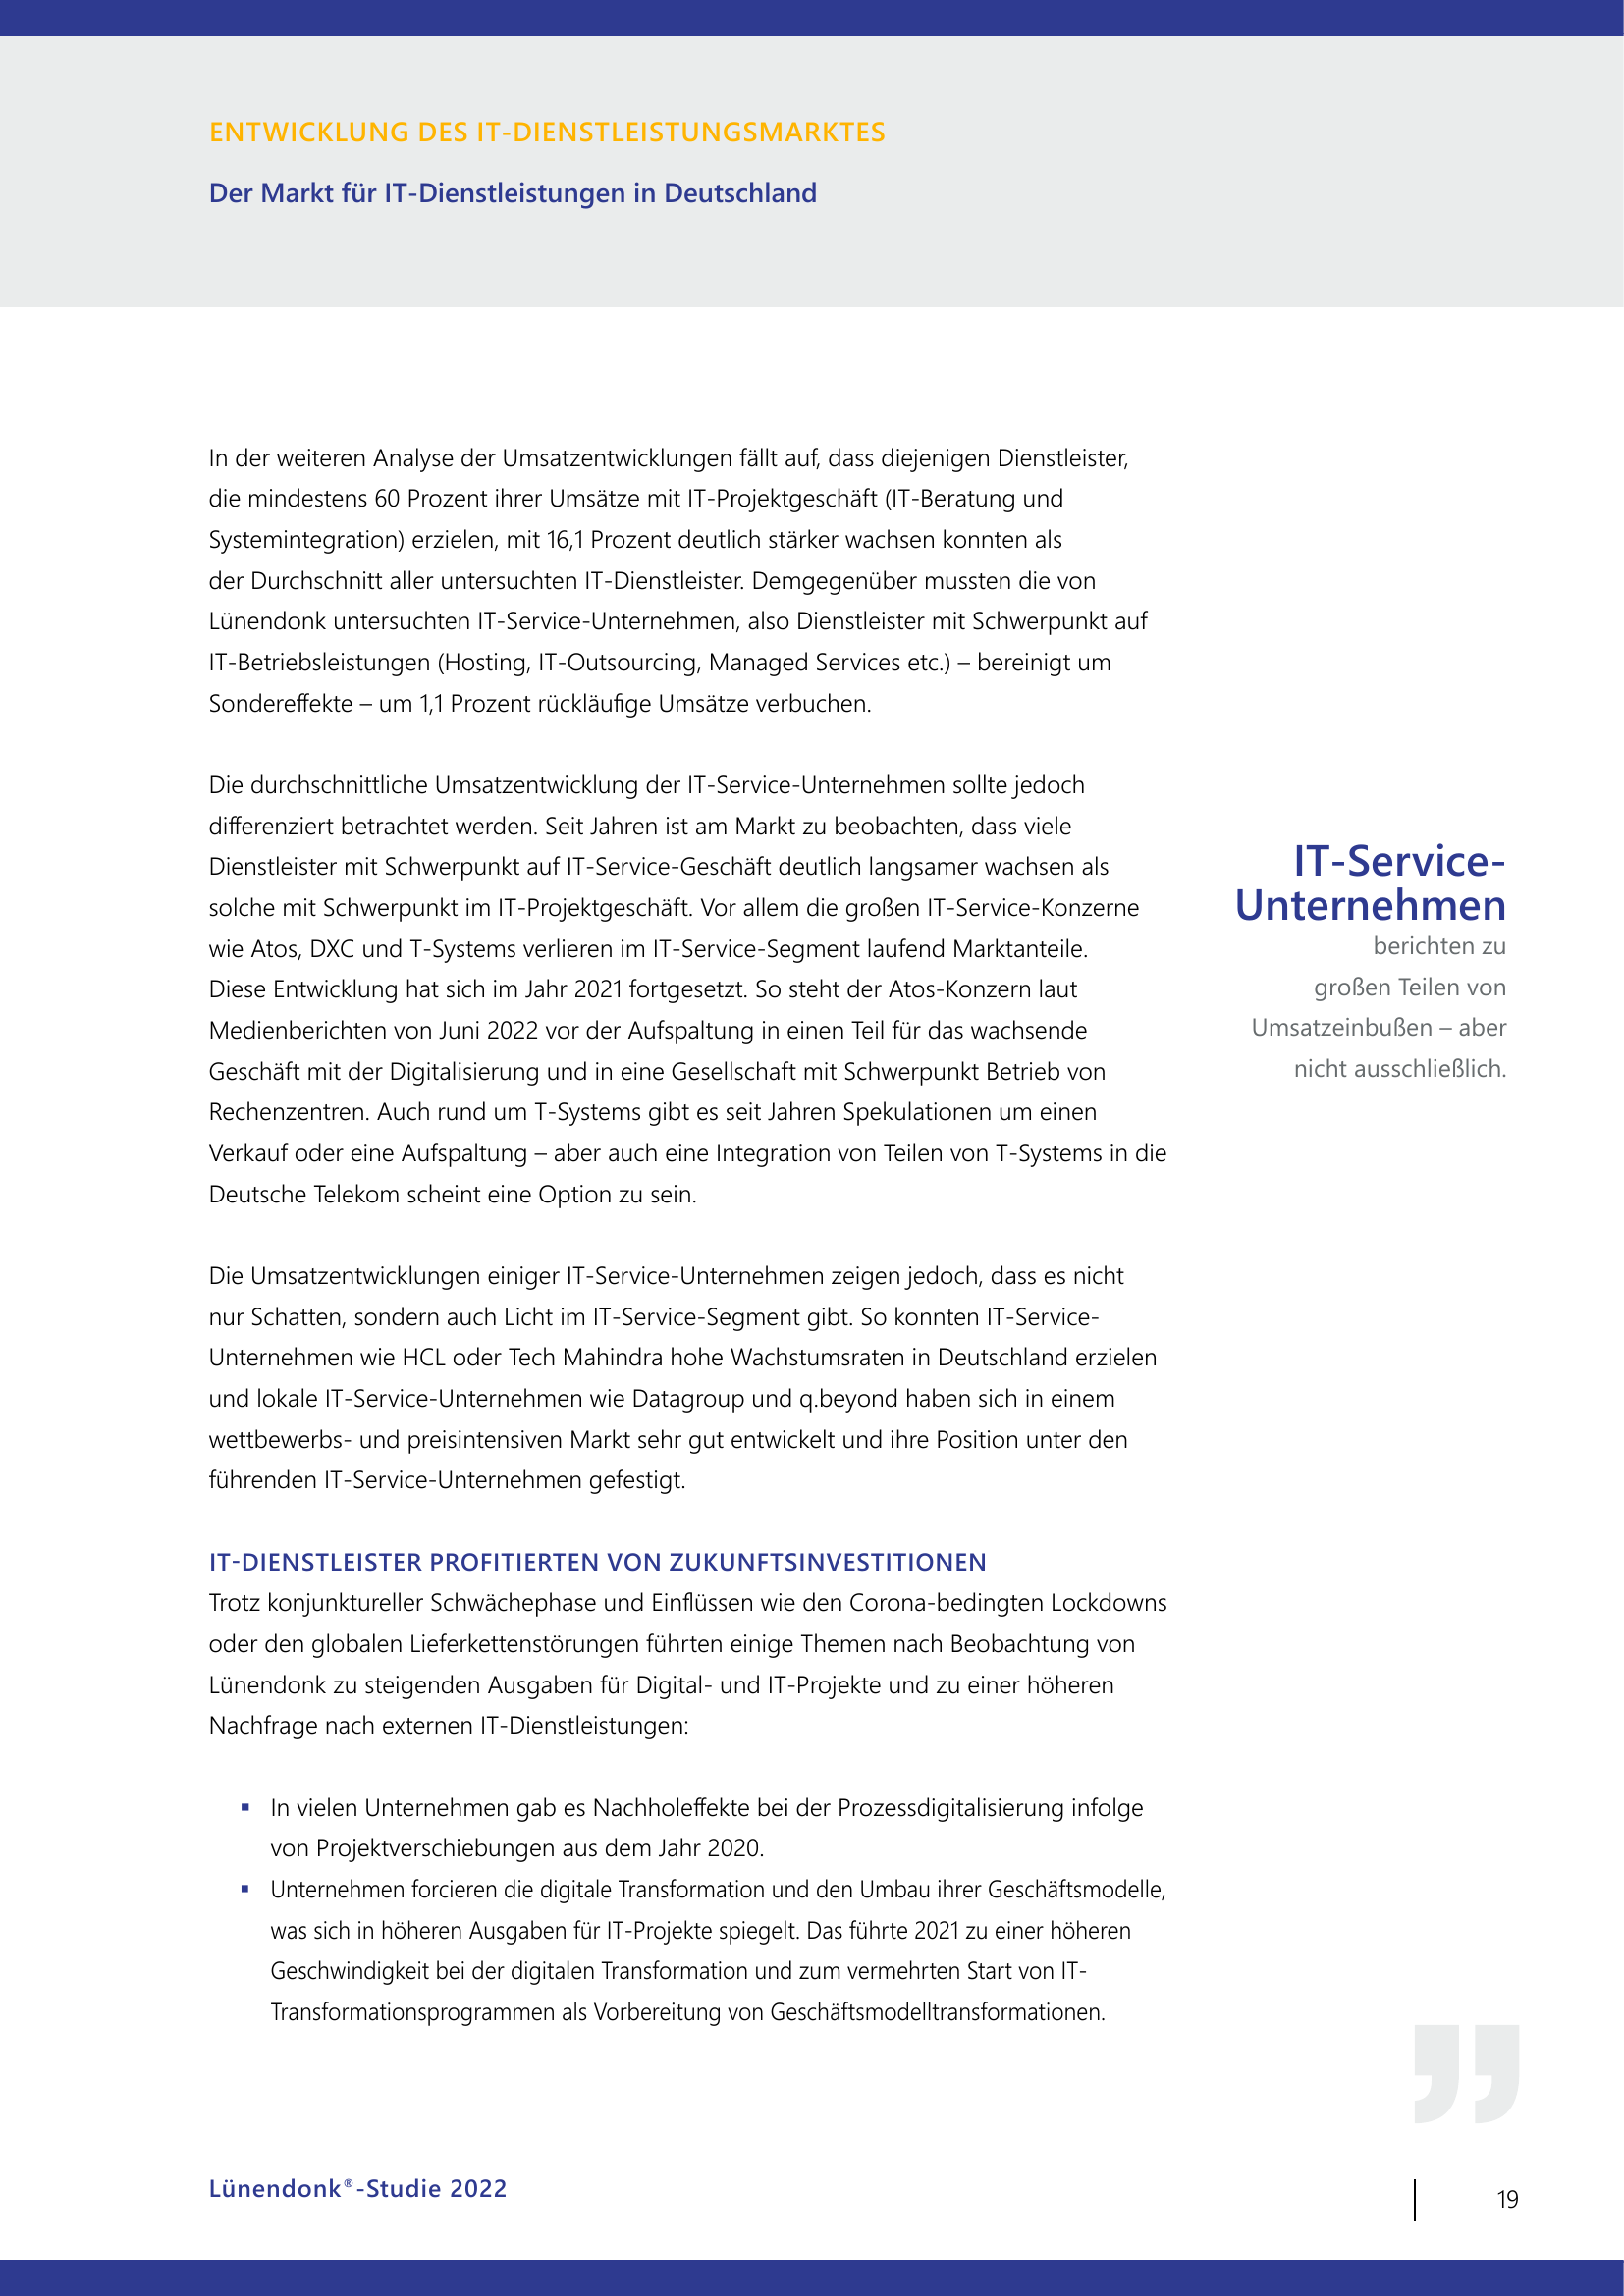 ENTWICKLUNG DES IT-DIENSTLEISTUNGSMARKTES
Der Markt für IT-Dienstleistungen in Deutschland
In der weiteren Analyse der Umsatzentwicklungen fällt auf, dass diejenigen Dienstleister,
die mindestens 60 Prozent ihrer Umsätze mit IT-Projektgeschäft (IT-Beratung und
Systemintegration) erzielen, mit 16,1 Prozent deutlich stärker wachsen konnten als
der Durchschnitt aller untersuchten IT-Dienstleister. Demgegenüber mussten die von
Lünendonk untersuchten IT-Service-Unternehmen, also Dienstleister mit Schwerpunkt auf
IT-Betriebsleistungen (Hosting, IT-Outsourcing, Managed Services etc.) – bereinigt um
Sondereffekte – um 1,1 Prozent rückläufige Umsätze verbuchen.
Die durchschnittliche Umsatzentwicklung der IT-Service-Unternehmen sollte jedoch
differenziert betrachtet werden. Seit Jahren ist am Markt zu beobachten, dass viele
Dienstleister mit Schwerpunkt auf IT-Service-Geschäft deutlich langsamer wachsen als
solche mit Schwerpunkt im IT-Projektgeschäft. Vor allem die großen IT-Service-Konzerne
wie Atos, DXC und T-Systems verlieren im IT-Service-Segment laufend Marktanteile.
Diese Entwicklung hat sich im Jahr 2021 fortgesetzt. So steht der Atos-Konzern laut
Medienberichten von Juni 2022 vor der Aufspaltung in einen Teil für das wachsende
Geschäft mit der Digitalisierung und in eine Gesellschaft mit Schwerpunkt Betrieb von
Rechenzentren. Auch rund um T-Systems gibt es seit Jahren Spekulationen um einen
Verkauf oder eine Aufspaltung – aber auch eine Integration von Teilen von T-Systems in die
Deutsche Telekom scheint eine Option zu sein.
IT-Service-
Unternehmen
berichten zu
großen Teilen von
Umsatzeinbußen – aber
nicht ausschließlich.
Die Umsatzentwicklungen einiger IT-Service-Unternehmen zeigen jedoch, dass es nicht
nur Schatten, sondern auch Licht im IT-Service-Segment gibt. So konnten IT-Service-
Unternehmen wie HCL oder Tech Mahindra hohe Wachstumsraten in Deutschland erzielen
und lokale IT-Service-Unternehmen wie Datagroup und q.beyond haben sich in einem
wettbewerbs- und preisintensiven Markt sehr gut entwickelt und ihre Position unter den
führenden IT-Service-Unternehmen gefestigt.
IT-DIENSTLEISTER PROFITIERTEN VON ZUKUNFTSINVESTITIONEN
Trotz konjunktureller Schwächephase und Einflüssen wie den Corona-bedingten Lockdowns
oder den globalen Lieferkettenstörungen führten einige Themen nach Beobachtung von
Lünendonk zu steigenden Ausgaben für Digital- und IT-Projekte und zu einer höheren
Nachfrage nach externen IT-Dienstleistungen:
▪ In vielen Unternehmen gab es Nachholeffekte bei der Prozessdigitalisierung infolge
von Projektverschiebungen aus dem Jahr 2020.
▪ Unternehmen forcieren die digitale Transformation und den Umbau ihrer Geschäftsmodelle,
was sich in höheren Ausgaben für IT-Projekte spiegelt. Das führte 2021 zu einer höheren
Geschwindigkeit bei der digitalen Transformation und zum vermehrten Start von IT-
Transformationsprogrammen als Vorbereitung von Geschäftsmodelltransformationen.
Lünendonk®-Studie 2022
19